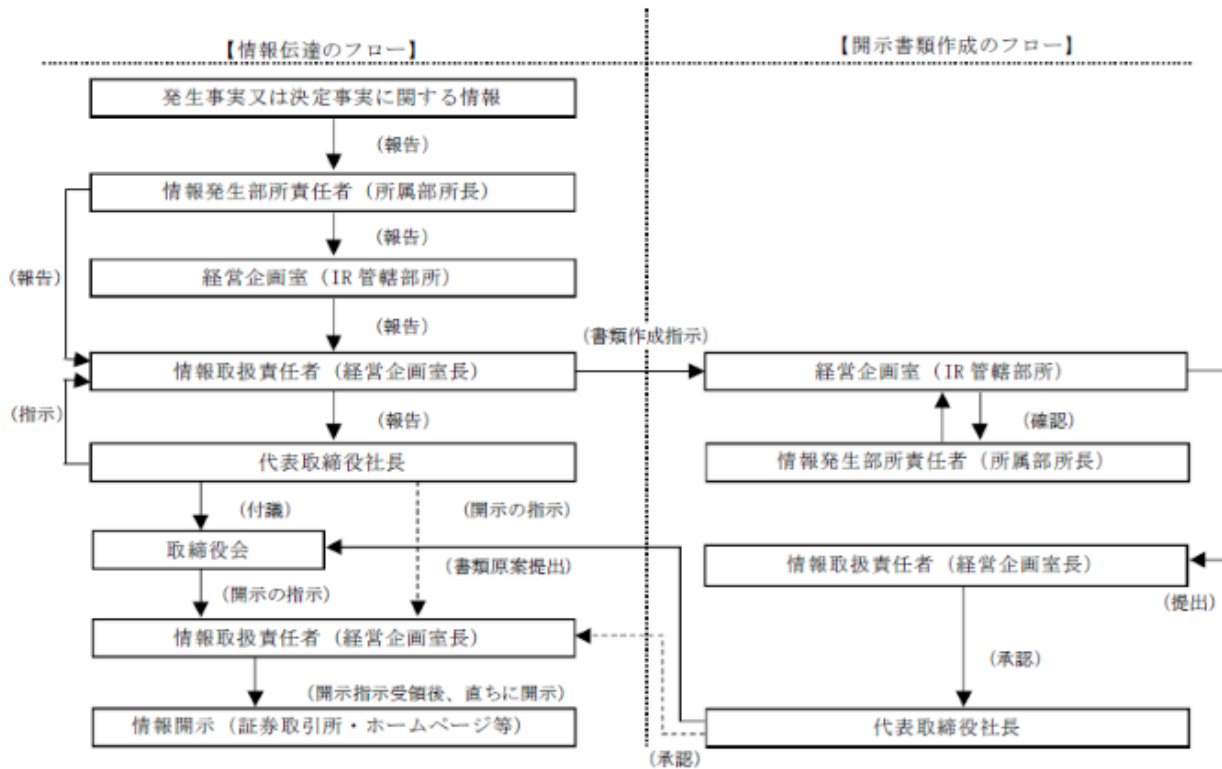 【情報伝達のフロー】
【開示書類作成のフロー】
発生事実又は決定事実に関する情報
(報告)
情報発生部所責任者（所属部所長）
(報告)
(報告)
経営企画室（IR 管轄部所）
(報告)
(書類作成指示)
情報取扱責任者（経営企画室長）
経営企画室（IR 管轄部所）
(指示)
(報告)
(確認)
代表取締役社長
情報発生部所責任者（所属部所長）
(付議)
(開示の指示)
取締役会
(書類原案提出)
情報取扱責任者（経営企画室長）
(開示の指示)
(提出)
情報取扱責任者（経営企画室長）
(承認)
(開示指示受領後、直ちに開示)
情報開示（証券取引所・ホームページ等）
代表取締役社長
(承認)